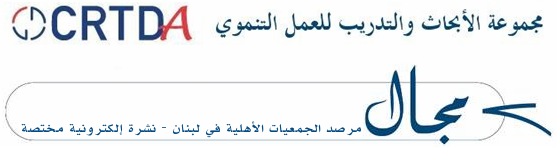 CRTDA مجموعة الأبحاث والتدريب للعمل التنموي
مجال
مرصد الجمعيات الأهلية في لبنان - نشرة إلكترونية مختصة